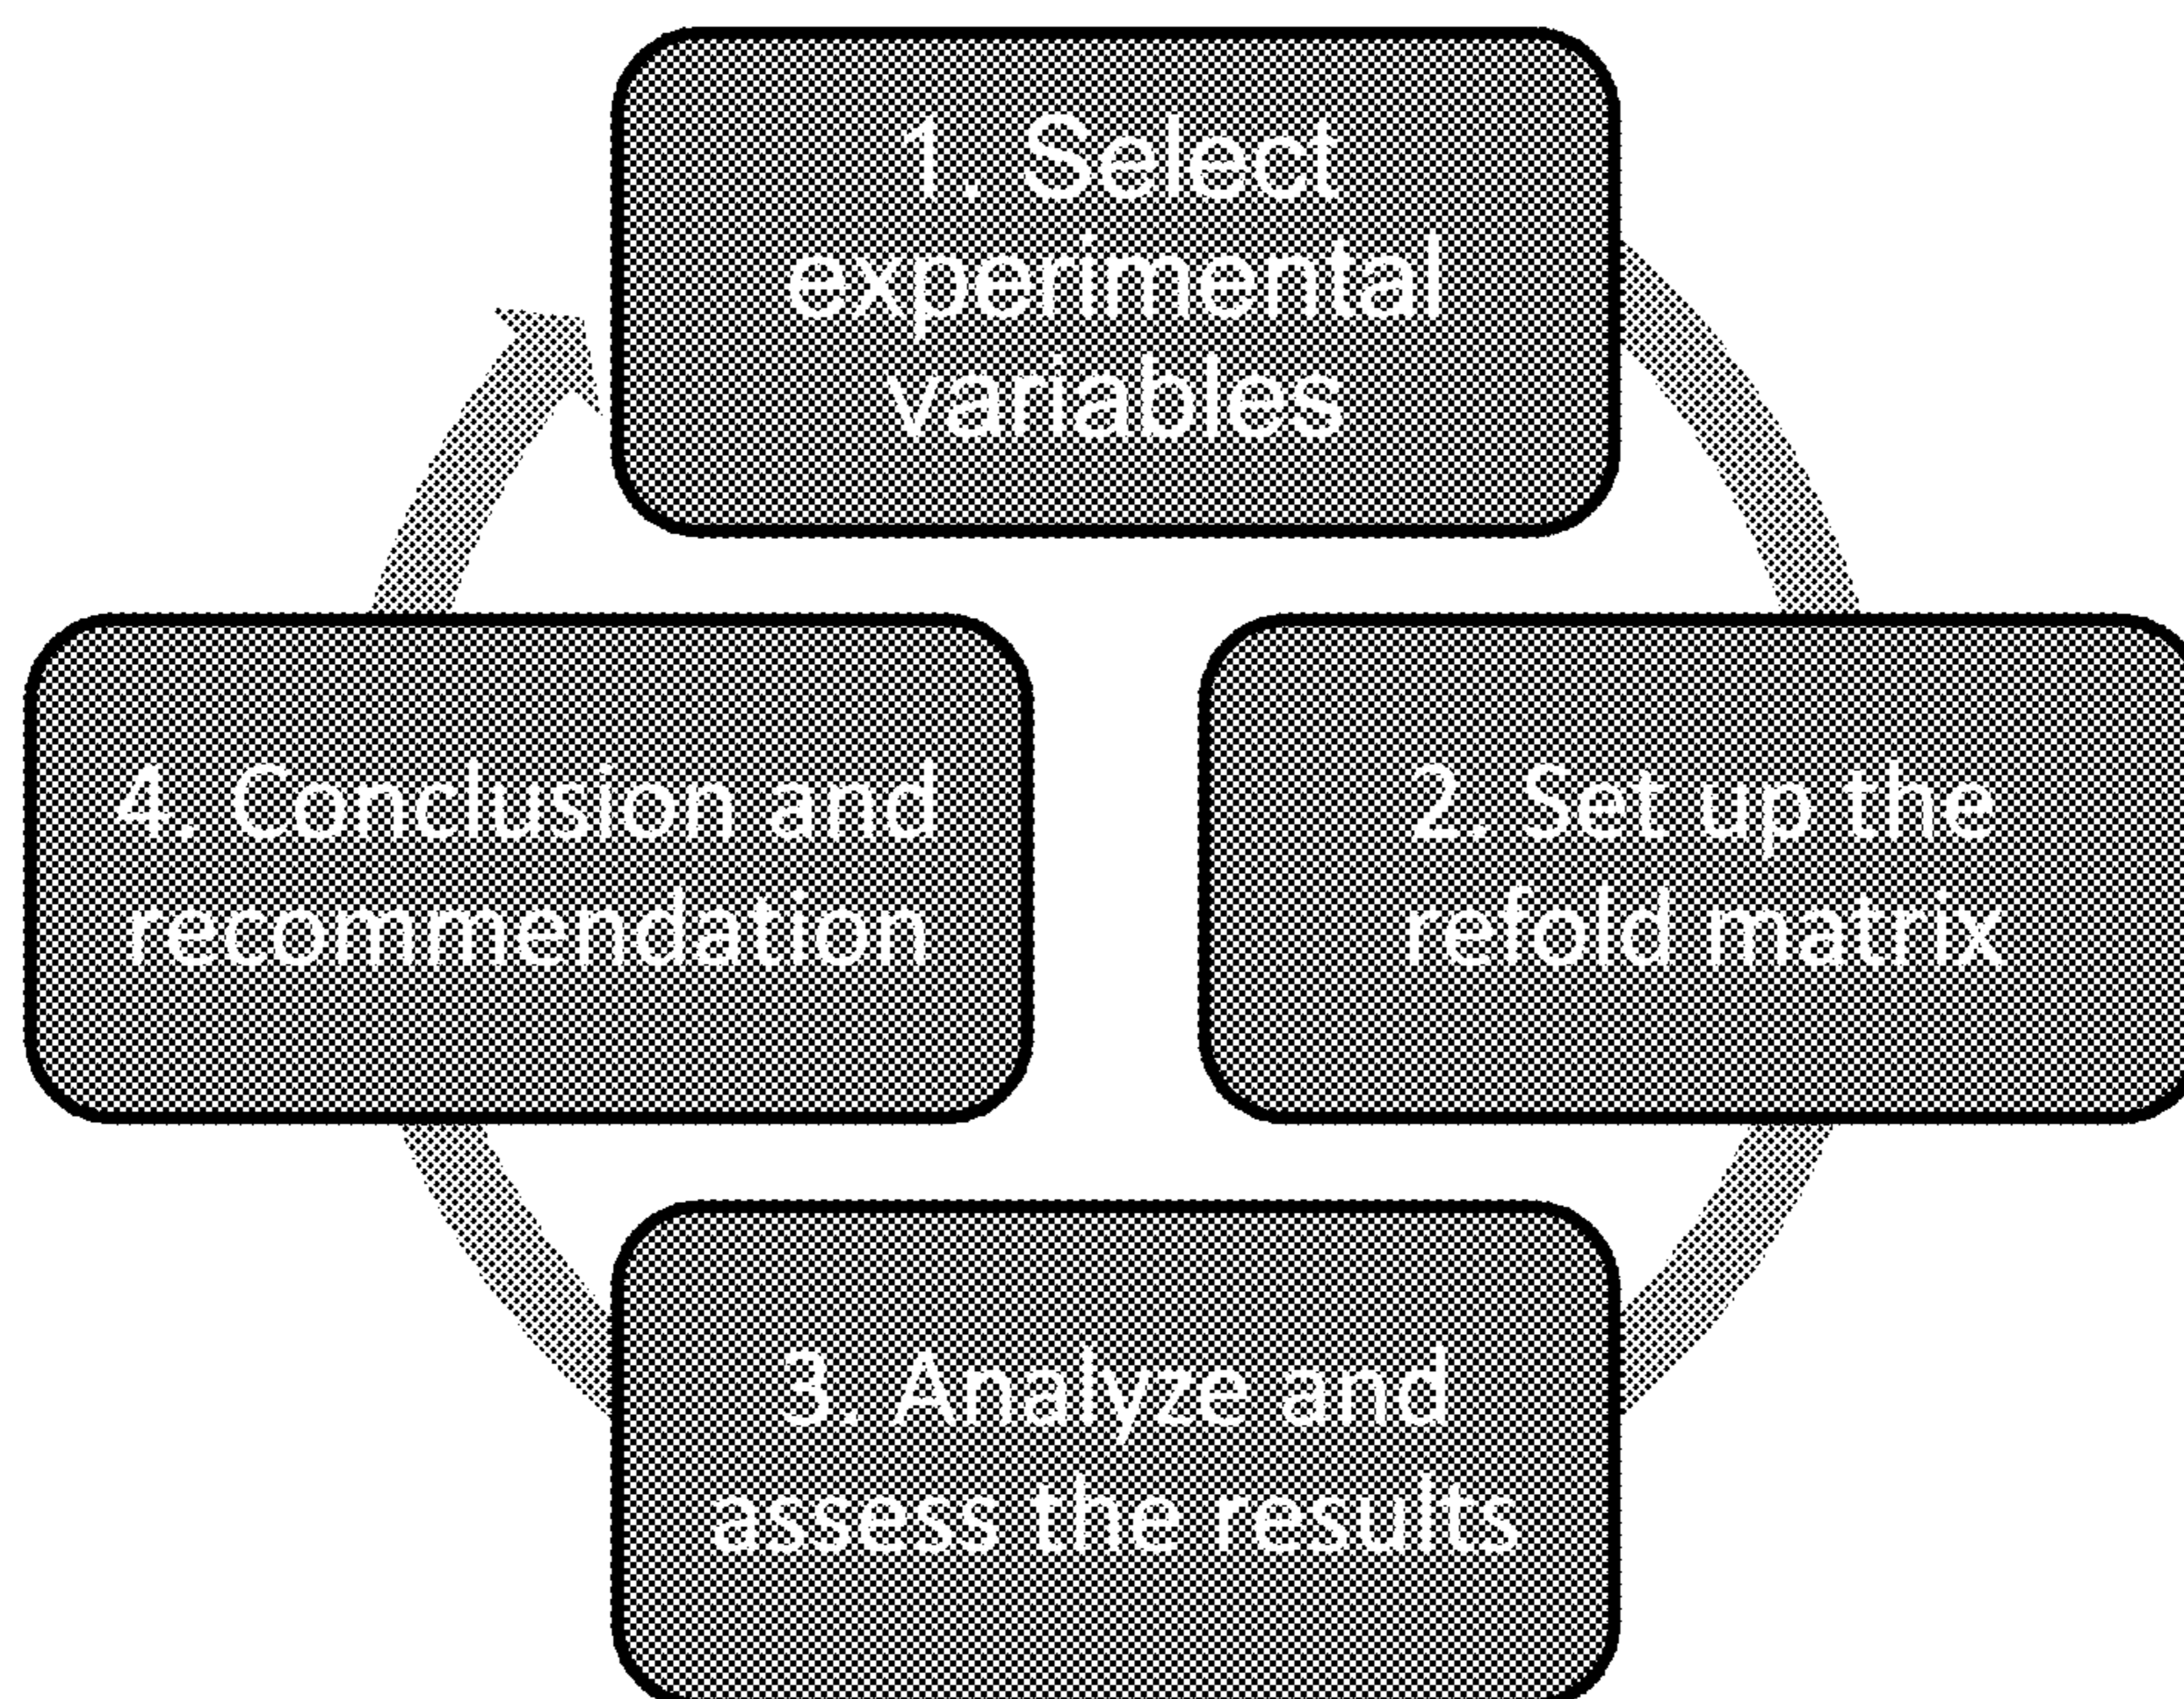 1. Select
experimental
variables
2. Set up the
refold matrix
3. Analyze and
assess the results
4. Conclusion and
recommendation